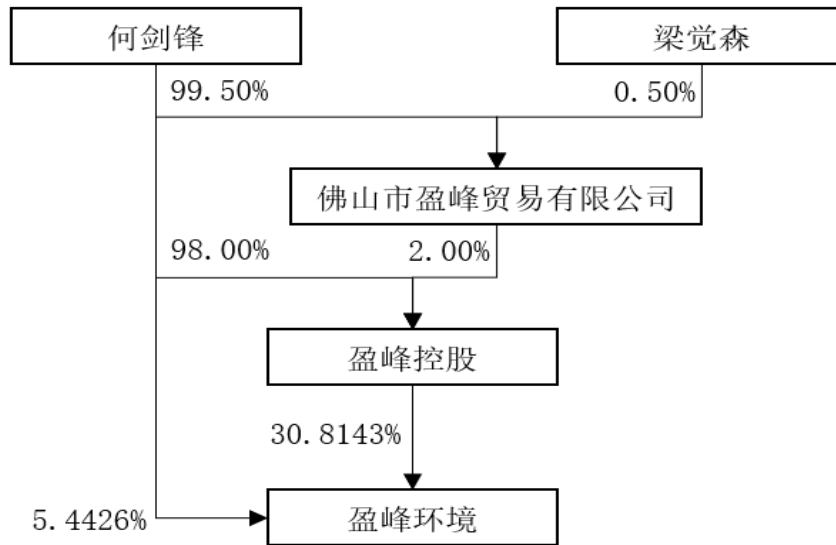 何剑锋
梁觉森
99.50%
0.50%
佛山市盈峰贸易有限公司
98.00%
2.00%
盈峰控股
30.8143%
5.4426%
盈峰环境